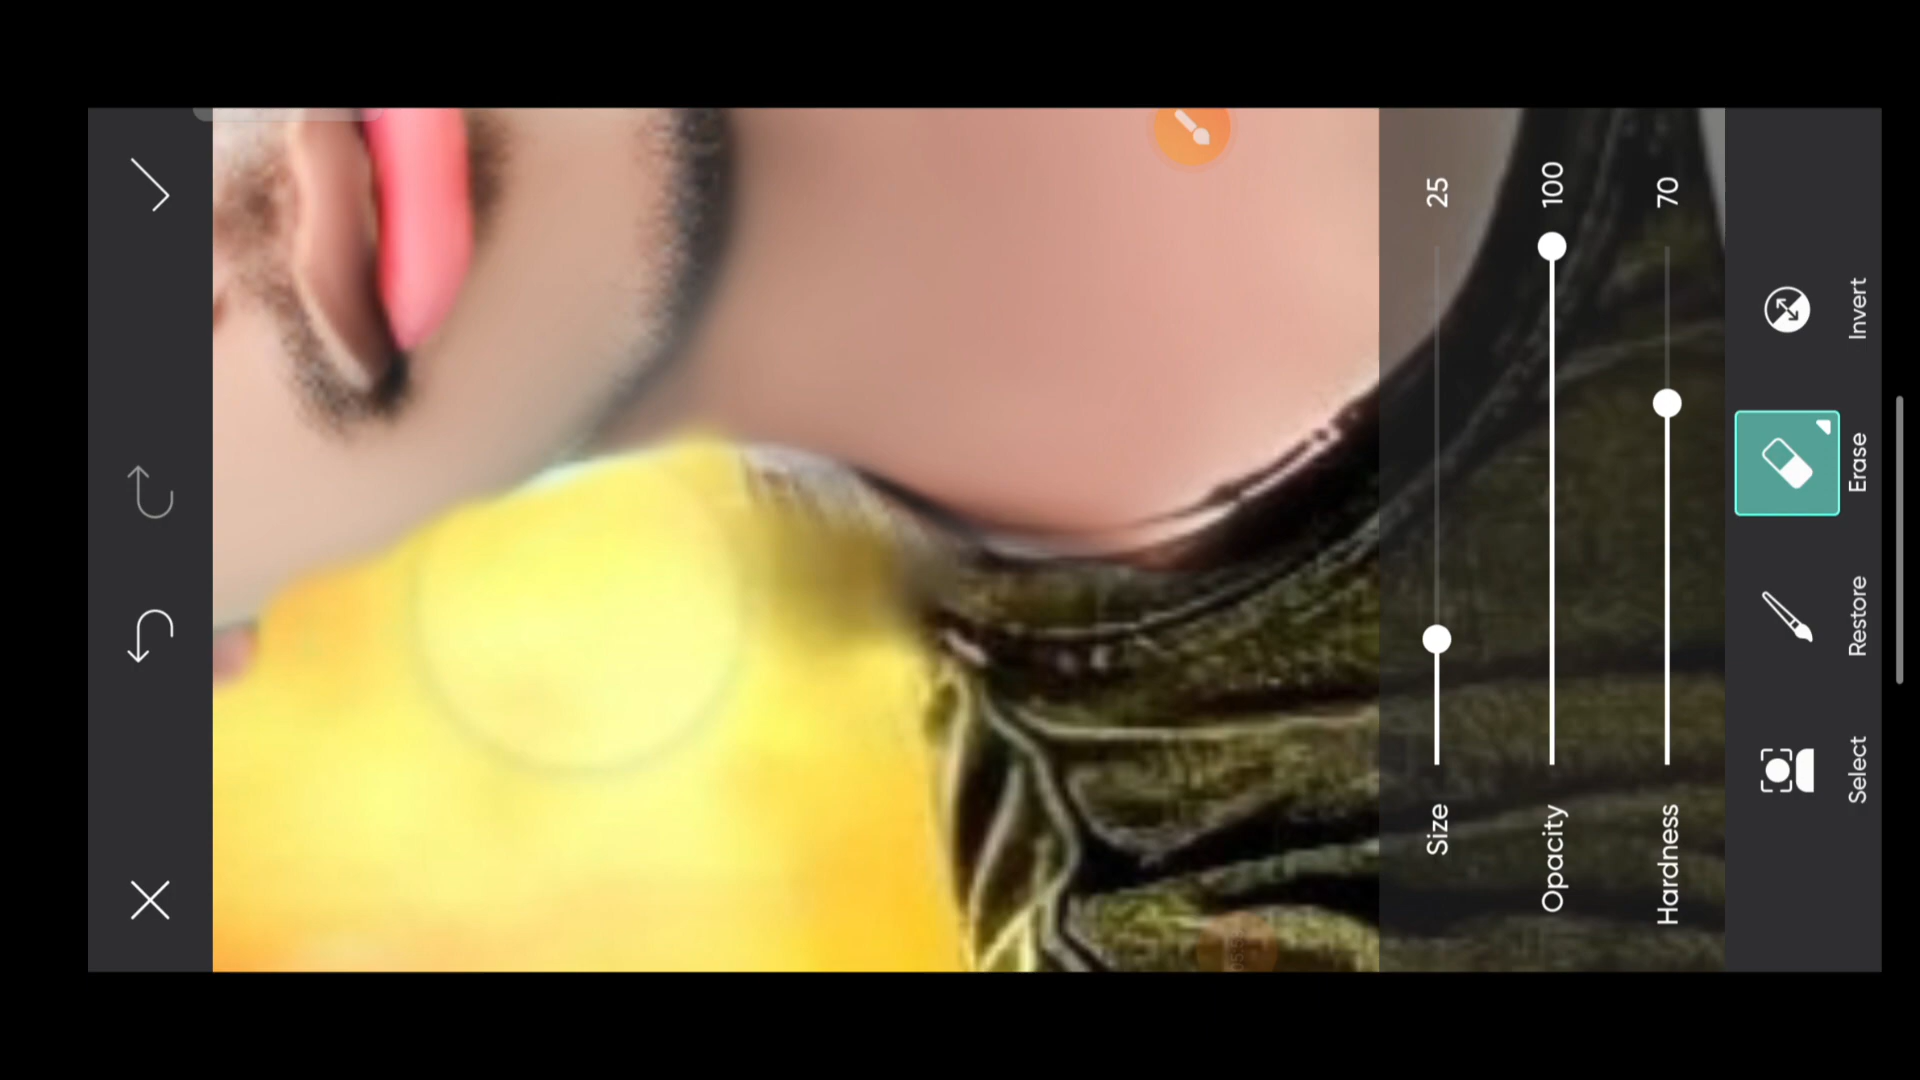 Size 25
Opacity 100
Hardness 70
Select
Restore
Erase
Invert